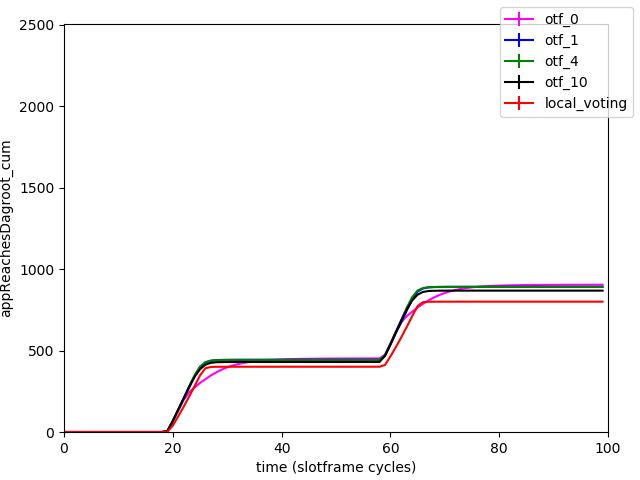 otf_0
otf_1
otf_4
otf_10
local_voting
2500
2000
1500
1000
500
0
appReachesDagroot_cum
0 20 40 60 80 100
time (slotframe cycles)